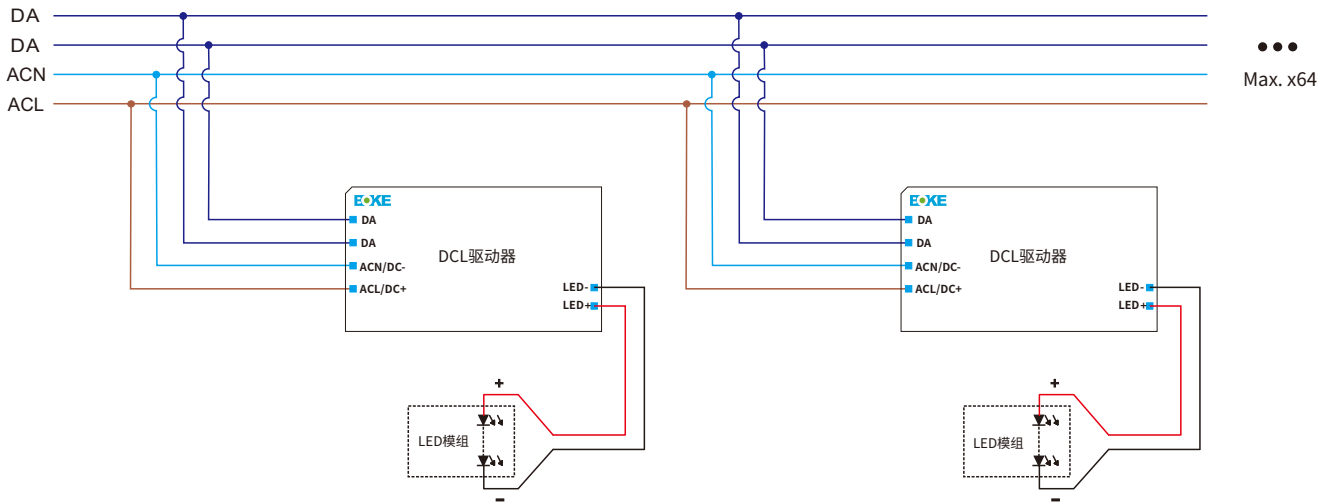 DA
DA
ACN
ACL
•••
Max. x64
EOKE
DA
DA
ACN/DC-
ACL/DC+
DCL驱动器
LED-
LED+
+
LED模组
-
EOKE
DA
DA
ACN/DC-
ACL/DC+
DCL驱动器
LED-
LED+
+
LED模组
-